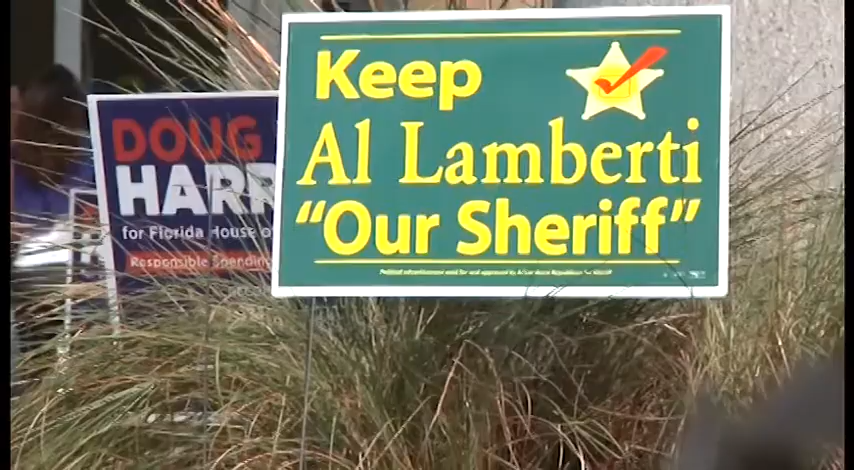 Keep
Al Lamberti
"Our Sheriff"
DOUG
HARR
for Florida House of
Responsible Spending